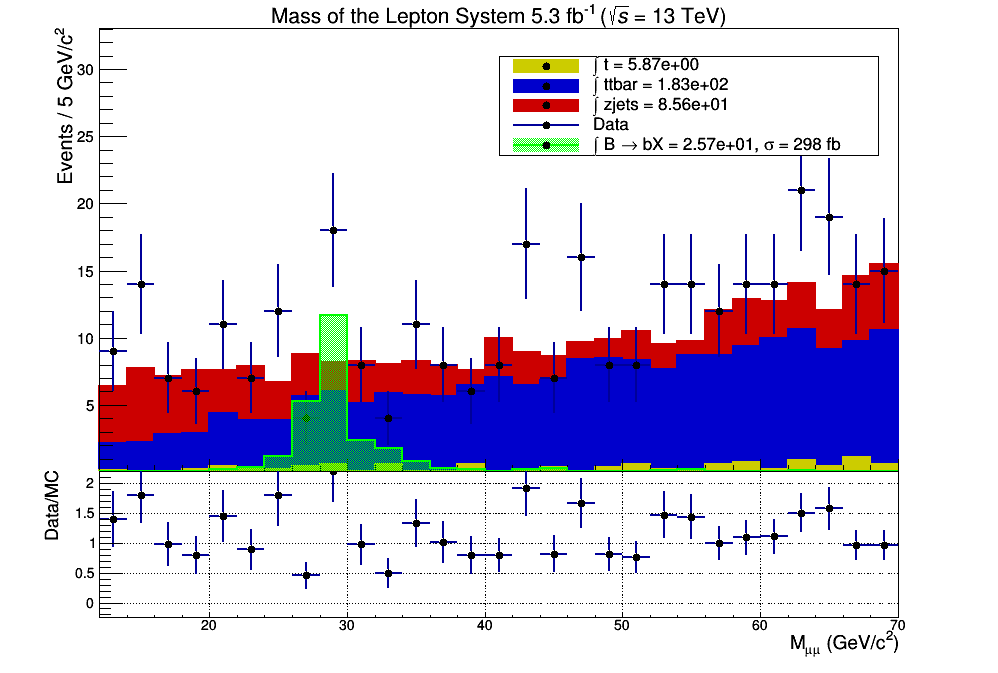 Mass of the Lepton System 5.3 fb⁻¹ (√s = 13 TeV)
Events / 5 GeV/c²
30
25
20
15
10
5
∫ t = 5.87e+00
∫ ttbar = 1.83e+02
∫ zjets = 8.56e+01
Data
∫ B → bX = 2.57e+01, σ = 298 fb
Data/MC
2
1.5
1
0.5
0
20 30 40 50 60 70
M_μμ (GeV/c²)